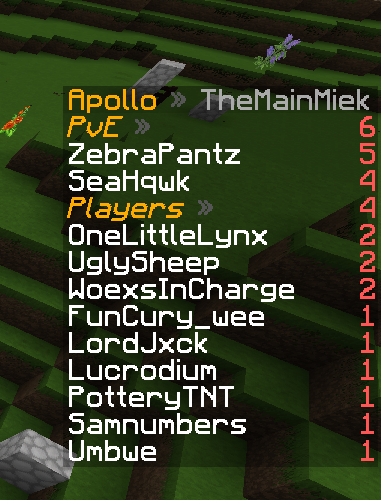 Apollo » TheMainMiek
PvE » 6
ZebraPantz 5
SeaHqwk 4
Players » 4
OneLittleLynx 2
UglySheep 2
WoexsInCharge 2
FunCury_wee 1
LordJxck 1
Lucrodium 1
PotteryTNT 1
Samnumbers 1
Umbwe 1